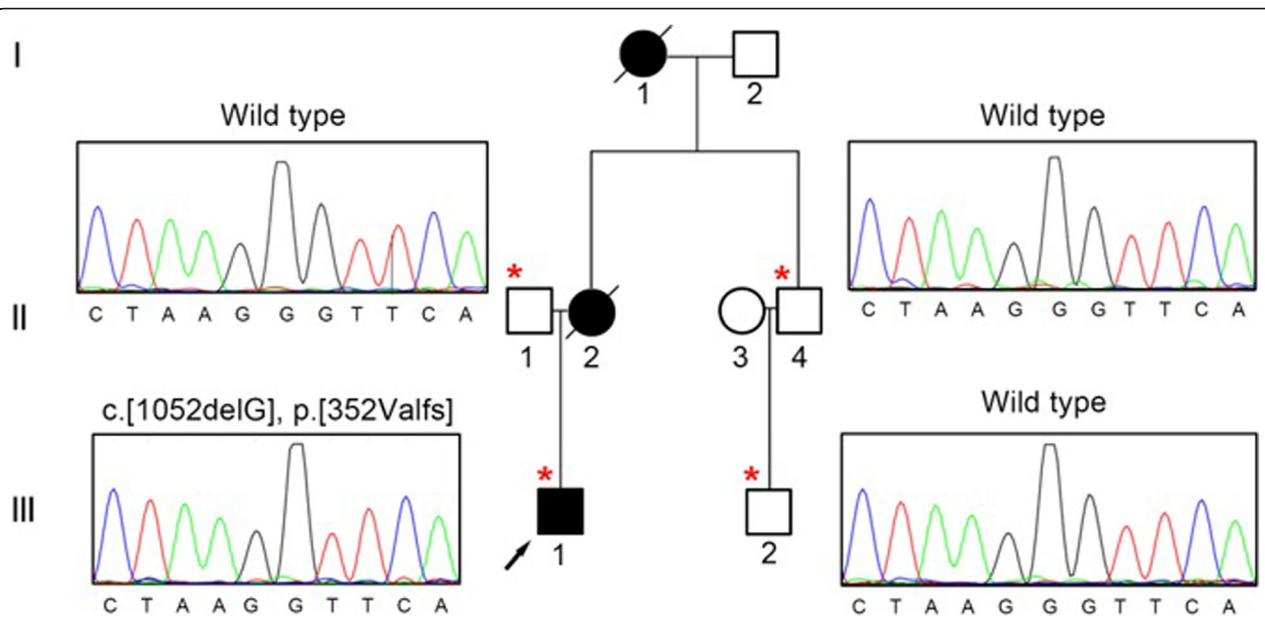 I
1 2
Wild type
Wild type
C T A A G G G T T C A
C T A A G G G T T C A
*
*
II
1 2
3 4
c.[1052delG], p.[352Valfs]
Wild type
*
*
III
1
2
C T A A G G T T C A
C T A A G G G T T C A